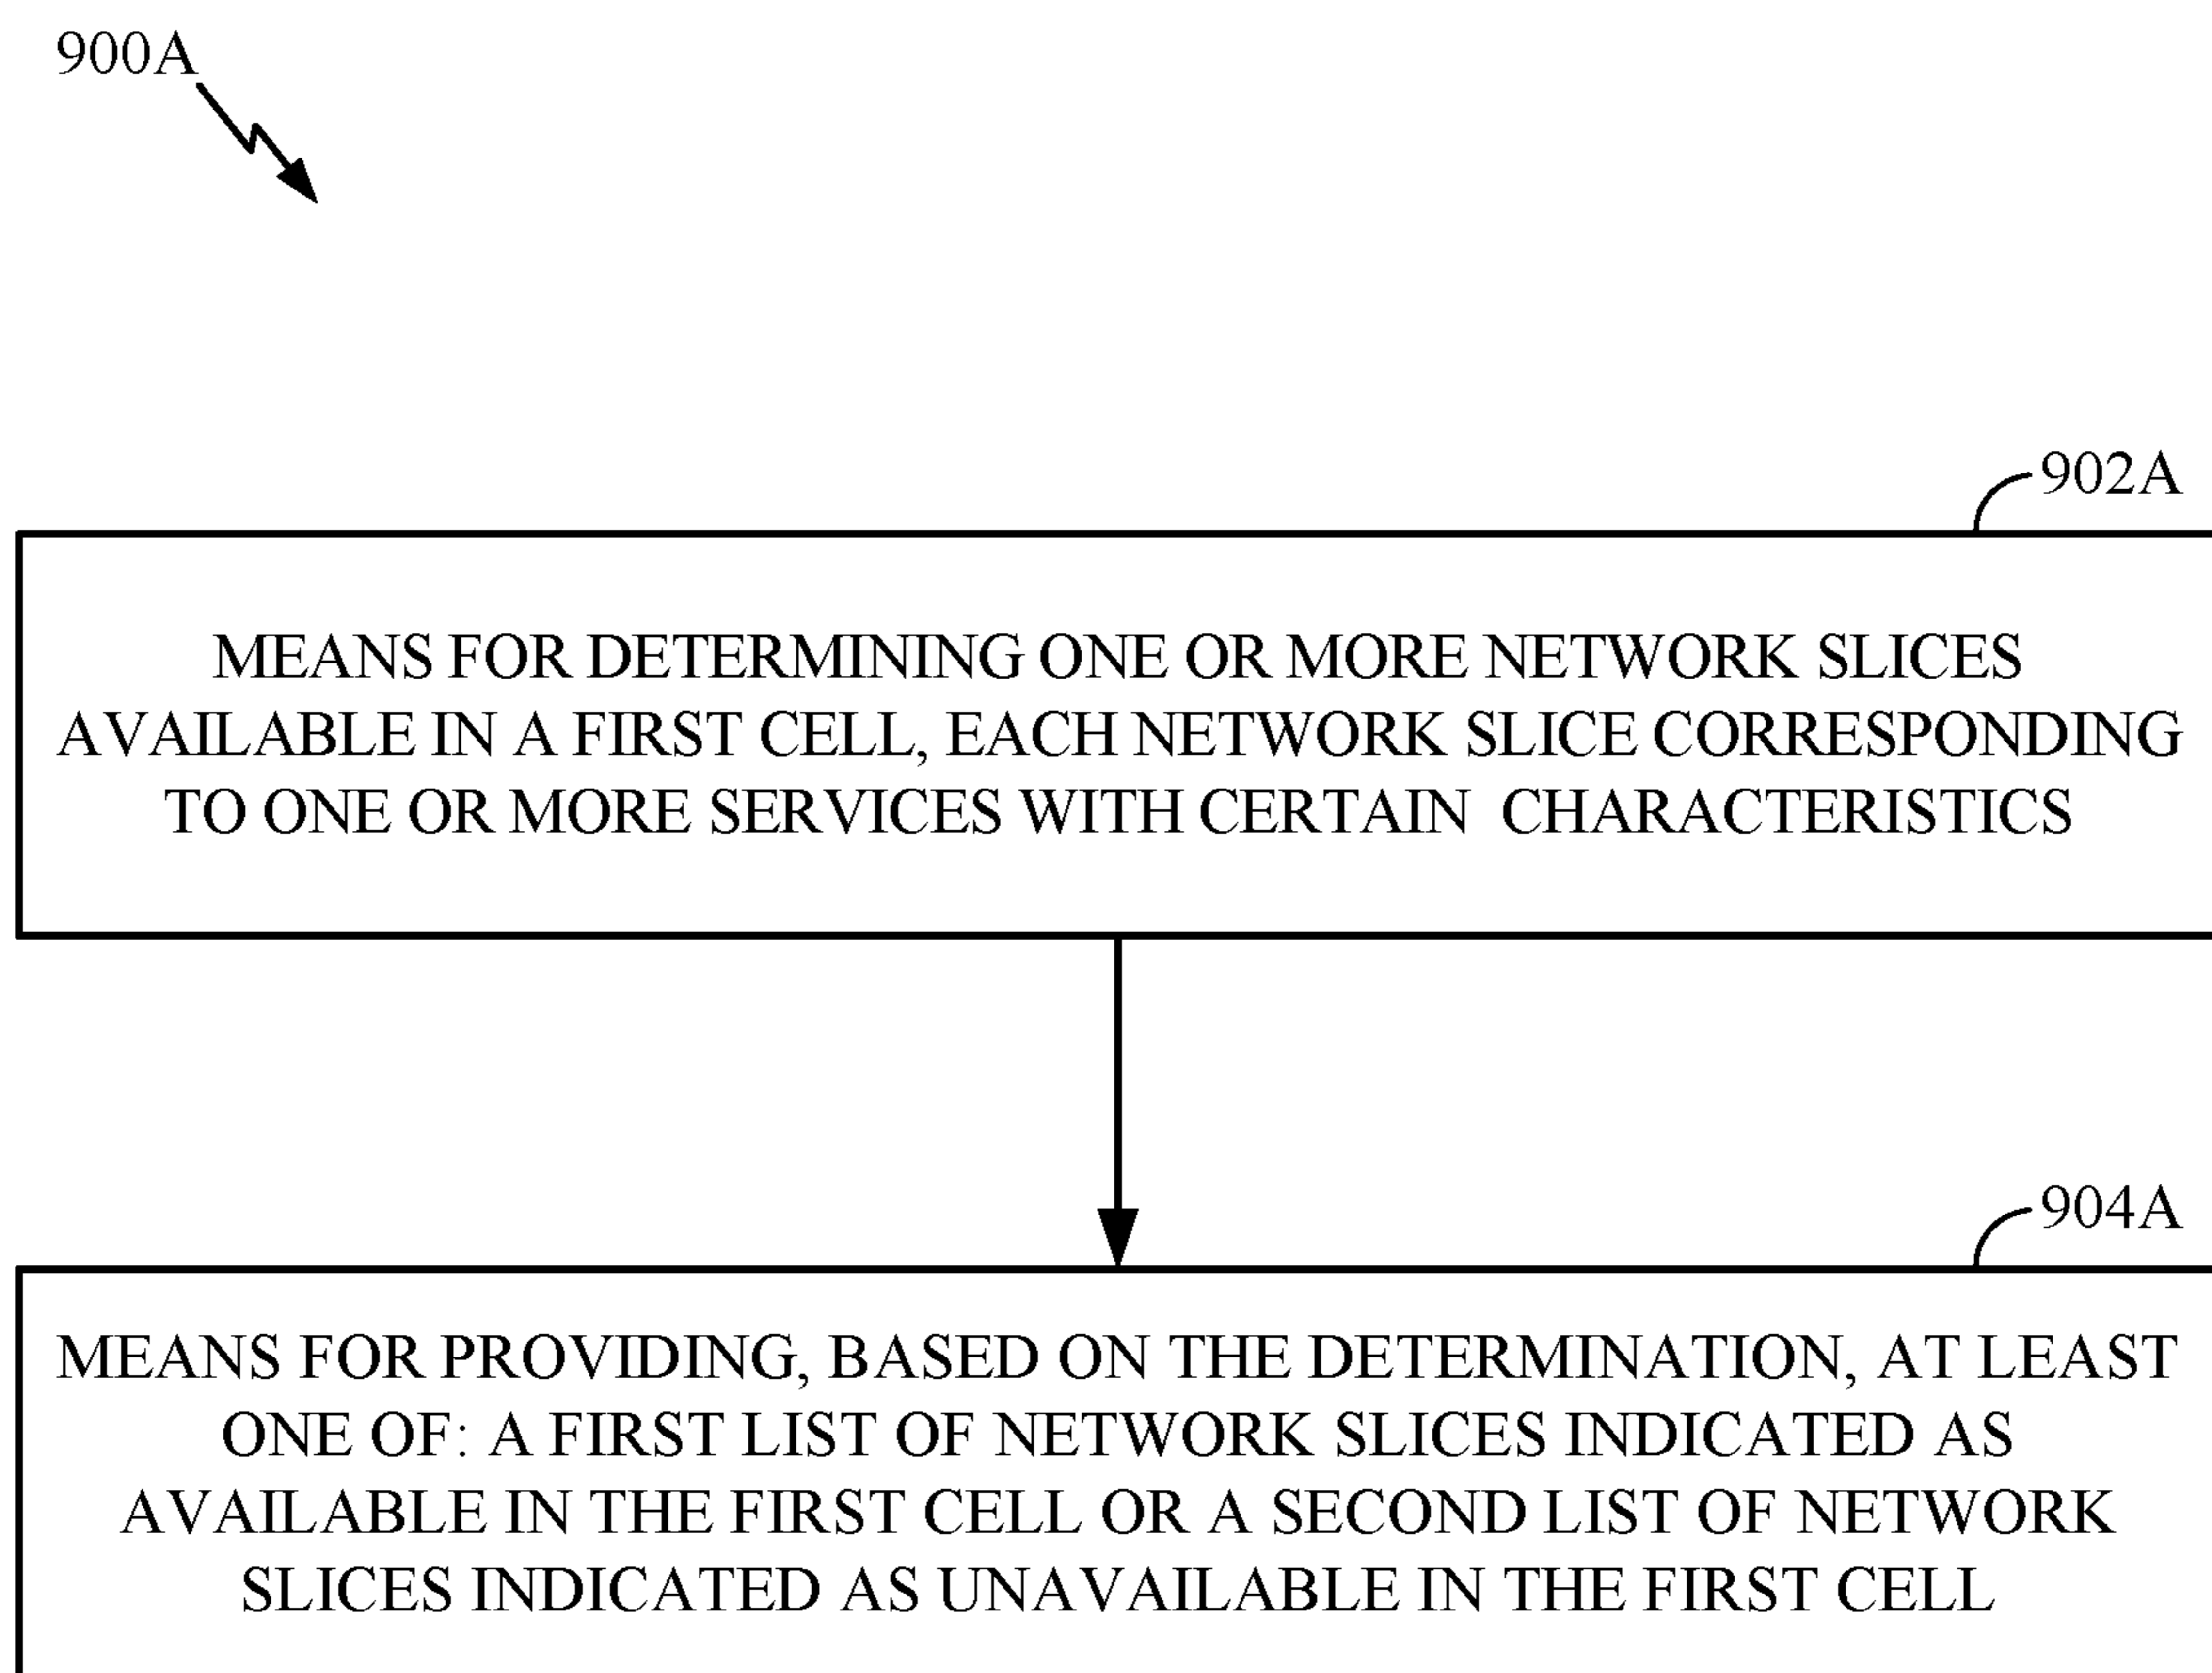 900A
902A
MEANS FOR DETERMINING ONE OR MORE NETWORK SLICES
AVAILABLE IN A FIRST CELL, EACH NETWORK SLICE CORRESPONDING
TO ONE OR MORE SERVICES WITH CERTAIN CHARACTERISTICS
904A
MEANS FOR PROVIDING, BASED ON THE DETERMINATION, AT LEAST
ONE OF: A FIRST LIST OF NETWORK SLICES INDICATED AS
AVAILABLE IN THE FIRST CELL OR A SECOND LIST OF NETWORK
SLICES INDICATED AS UNAVAILABLE IN THE FIRST CELL